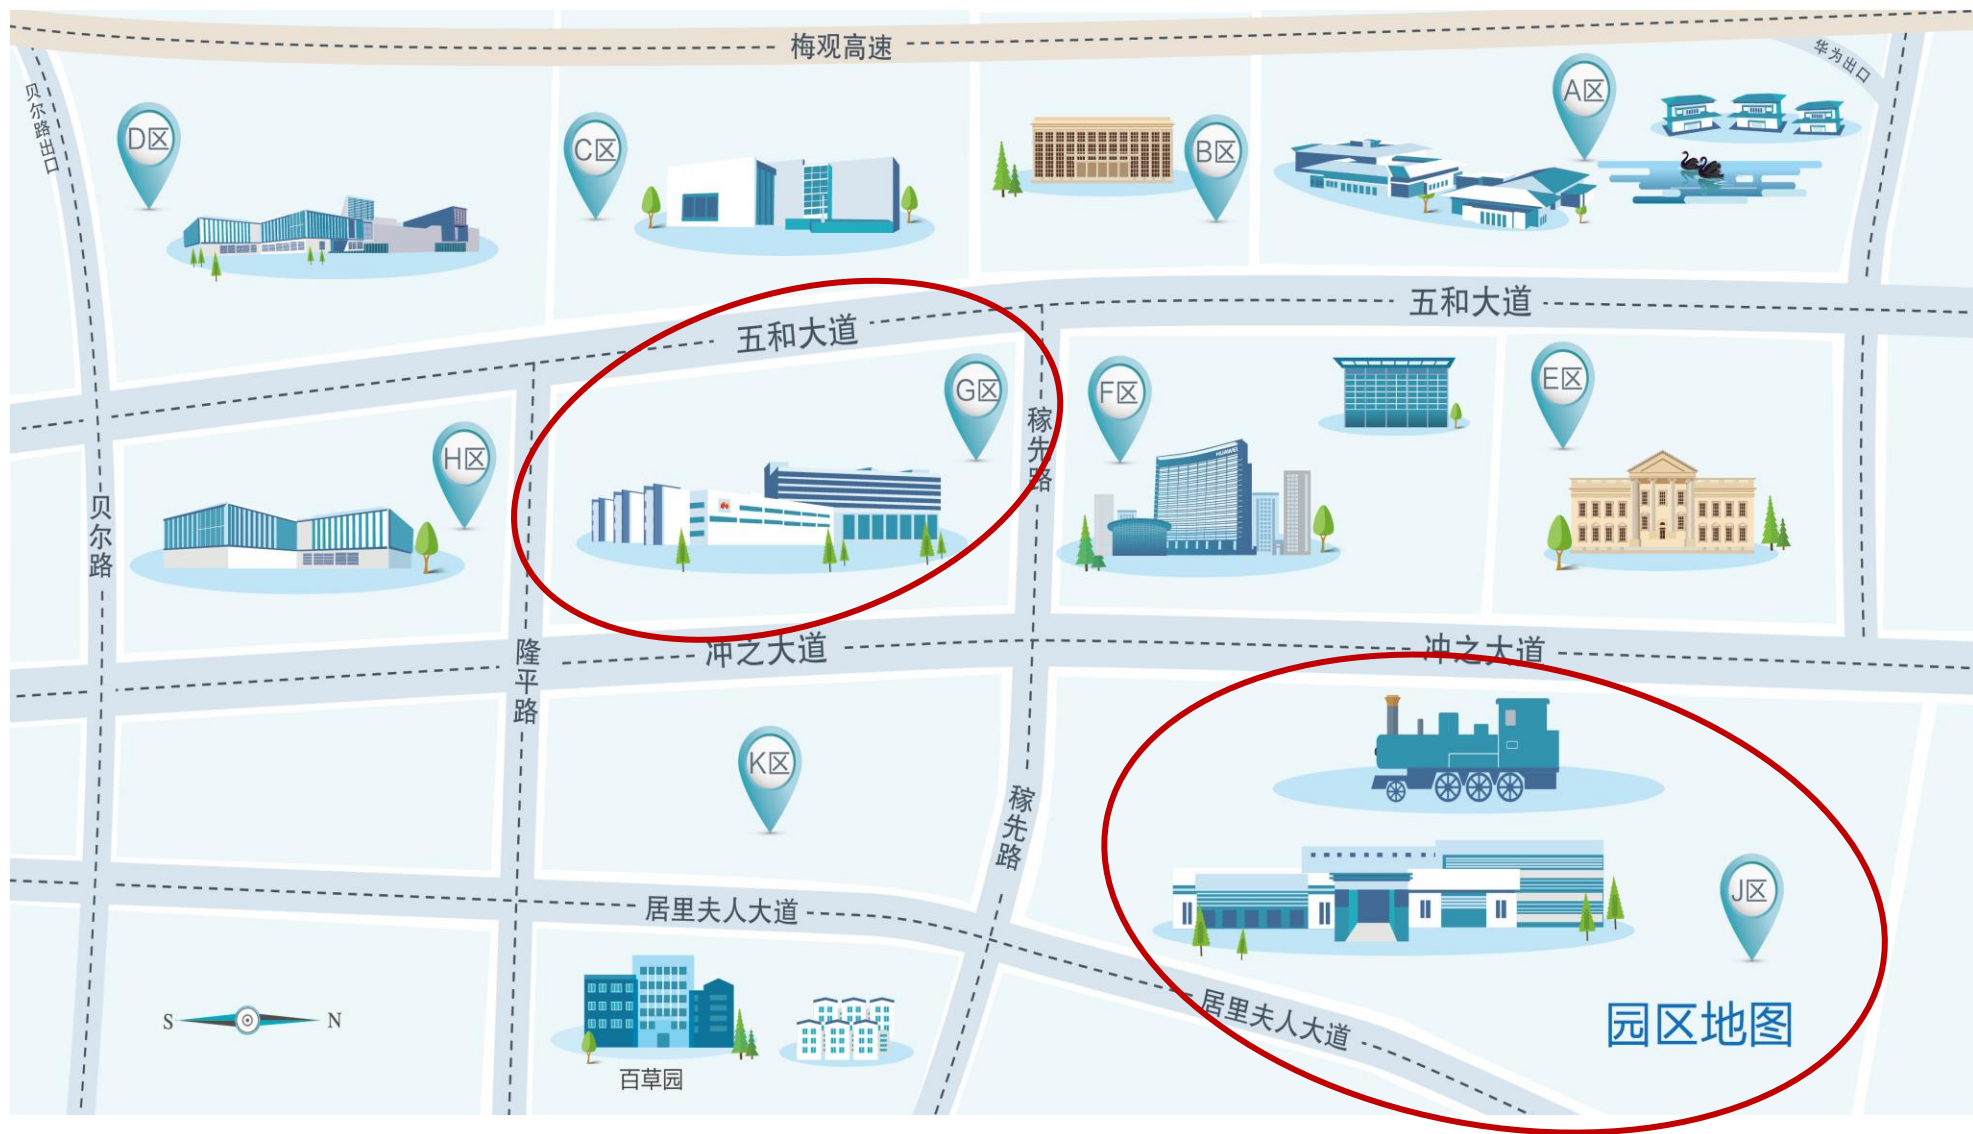 梅观高速
华为出口
贝尔路出口
A区
D区
C区
B区
五和大道
五和大道
G区
F区
E区
稼先路
H区
HUAWEI
贝尔路
隆平路
冲之大道
冲之大道
K区
稼先路
J区
居里夫人大道
居里夫人大道
S
N
园区地图
百草园